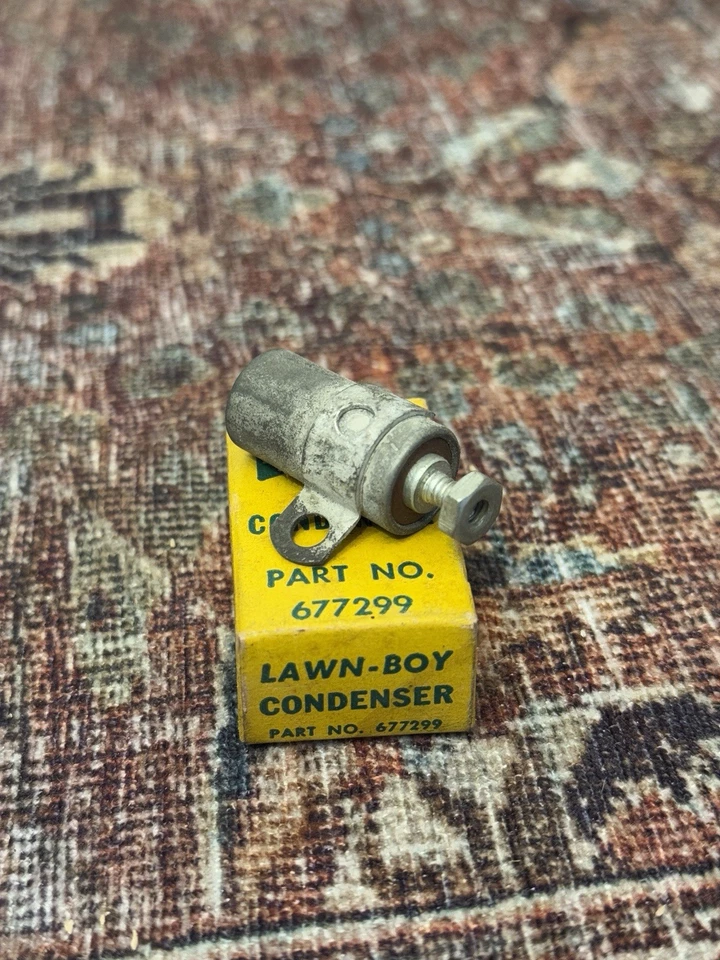 PART NO.
677299
LAWN-BOY
CONDENSER
PART NO. 677299